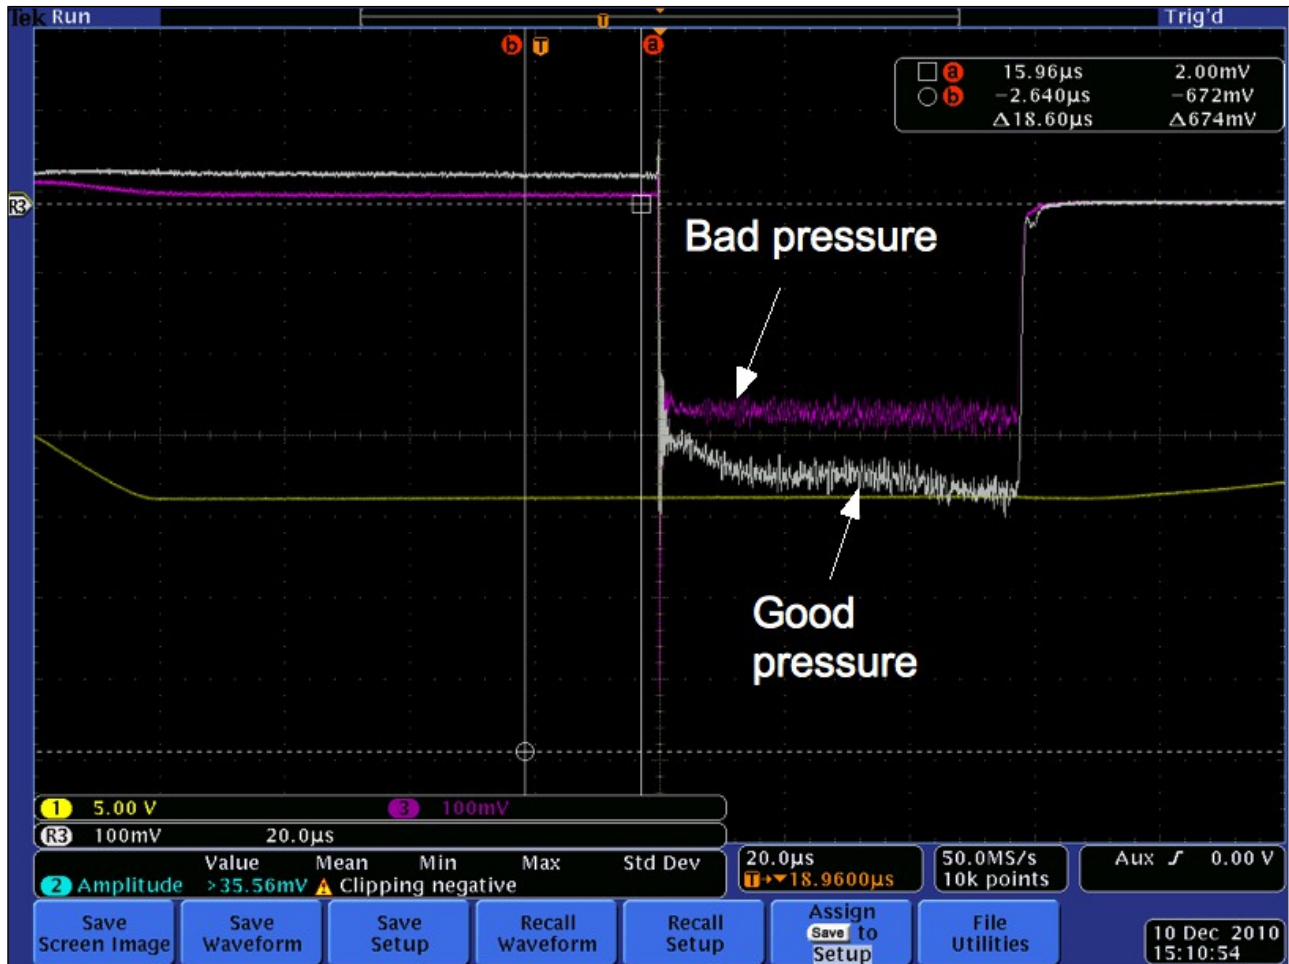 Tek Run
Trig'd
T
b T a
a 15.96µs 2.00mV
b −2.640µs −672mV
Δ18.60µs Δ674mV
R3
Bad pressure
Good
pressure
1 5.00 V 3 100mV
R3 100mV 20.0µs
Value Mean Min Max Std Dev
2 Amplitude >35.56mV Clipping negative
20.0µs
T→▼18.9600µs
50.0MS/s
10k points
Aux 0.00 V
Save
Screen Image
Save
Waveform
Save
Setup
Recall
Waveform
Recall
Setup
Assign
Save to
Setup
File
Utilities
10 Dec 2010
15:10:54